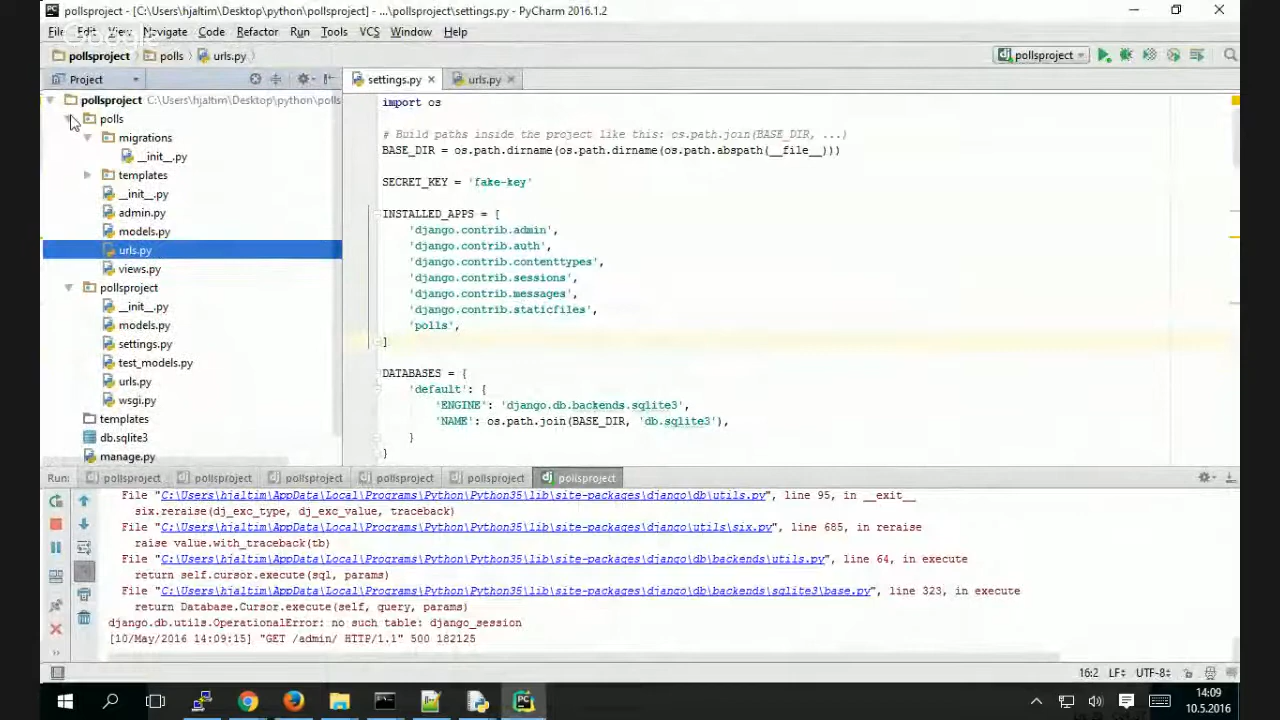 pollsproject - [C:\Users\hjaltim\Desktop\python\pollsproject] - ...\pollsproject\settings.py - PyCharm 2016.1.2
File Edit View Navigate Code Refactor Run Tools VCS Window Help
Google
pollsproject polls urls.py pollsproject
Project settings.py urls.py
pollsproject C:\Users\hjaltim\Desktop\python\polls
polls
migrations
__init__.py
templates
__init__.py
admin.py
models.py
urls.py
views.py
pollsproject
__init__.py
models.py
settings.py
test_models.py
urls.py
wsgi.py
templates
db.sqlite3
manage.py
import os
# Build paths inside the project like this: os.path.join(BASE_DIR, ...)
BASE_DIR = os.path.dirname(os.path.dirname(os.path.abspath(__file__)))
SECRET_KEY = 'fake-key'
INSTALLED_APPS = [
'django.contrib.admin',
'django.contrib.auth',
'django.contrib.contenttypes',
'django.contrib.sessions',
'django.contrib.messages',
'django.contrib.staticfiles',
'polls',
]
DATABASES = {
'default': {
'ENGINE': 'django.db.backends.sqlite3',
'NAME': os.path.join(BASE_DIR, 'db.sqlite3'),
}
}
Run: pollsproject pollsproject pollsproject pollsproject pollsproject pollsproject
File "C:\Users\hjaltim\AppData\Local\Programs\Python\Python35\lib\site-packages\django\db\utils.py", line 95, in __exit__
six.reraise(dj_exc_type, dj_exc_value, traceback)
File "C:\Users\hjaltim\AppData\Local\Programs\Python\Python35\lib\site-packages\django\utils\six.py", line 685, in reraise
raise value.with_traceback(tb)
File "C:\Users\hjaltim\AppData\Local\Programs\Python\Python35\lib\site-packages\django\db\backends\utils.py", line 64, in execute
return self.cursor.execute(sql, params)
File "C:\Users\hjaltim\AppData\Local\Programs\Python\Python35\lib\site-packages\django\db\backends\sqlite3\base.py", line 323, in execute
return Database.Cursor.execute(self, query, params)
django.db.utils.OperationalError: no such table: django_session
[10/May/2016 14:09:15] "GET /admin/ HTTP/1.1" 500 182125
16:2 LF÷ UTF-8÷
14:09
10.5.2016